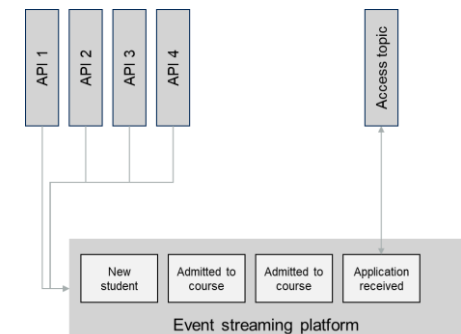 API 1
API 2
API 3
API 4
Access topic
New
student
Admitted to
course
Admitted to
course
Application
received
Event streaming platform